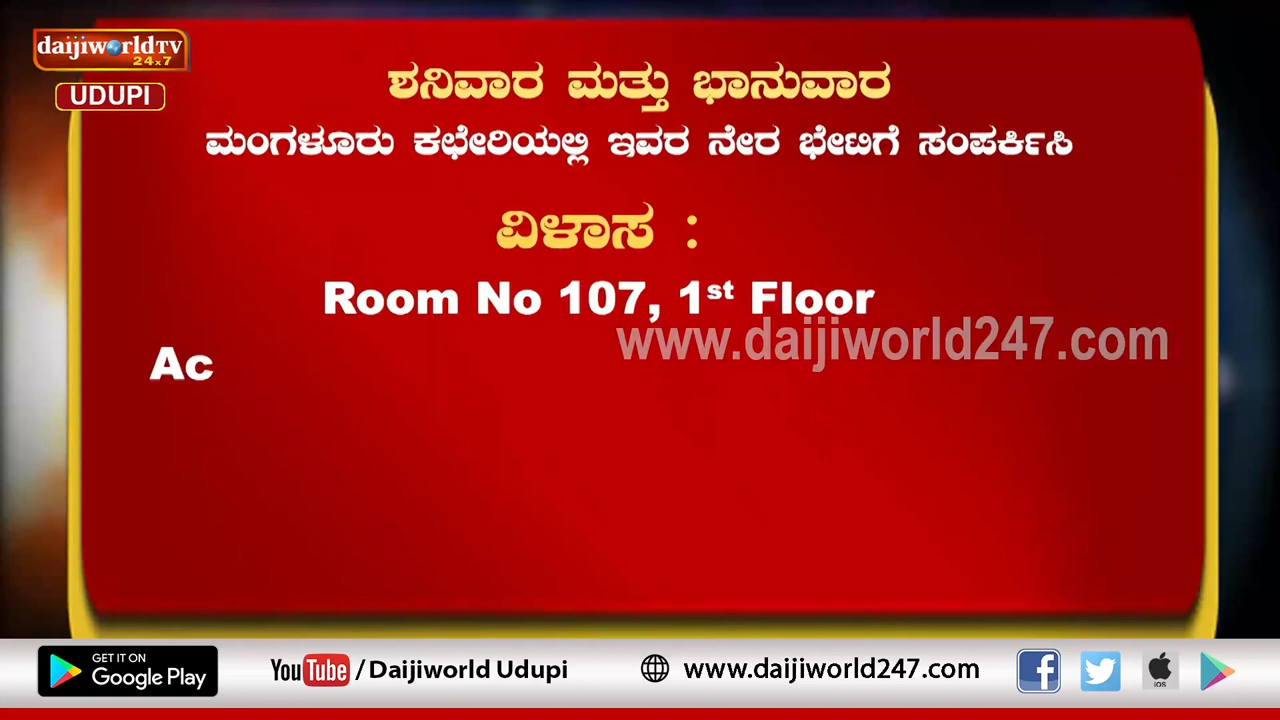 daijiworldTV
24x7
UDUPI
ಶನಿವಾರ ಮತ್ತು ಭಾನುವಾರ
ಮಂಗಳೂರು ಕಛೇರಿಯಲ್ಲಿ ಇವರ ನೇರ ಭೇಟಿಗೆ ಸಂಪರ್ಕಿಸಿ
ವಿಳಾಸ :
Room No 107, 1st Floor
www.daijiworld247.com
Ac
GET IT ON
Google Play
YouTube / Daijiworld Udupi
www.daijiworld247.com
iOS